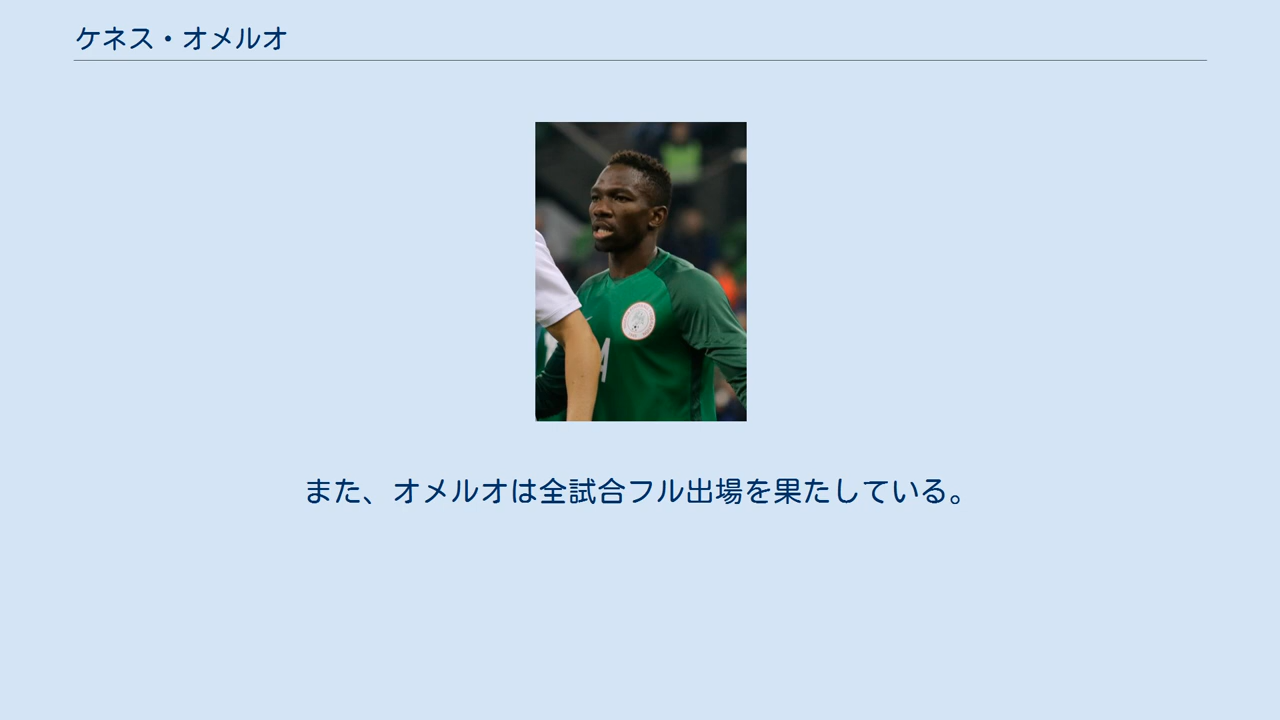 ケネス・オメルオ
4
また、オメルオは全試合フル出場を果たしている。